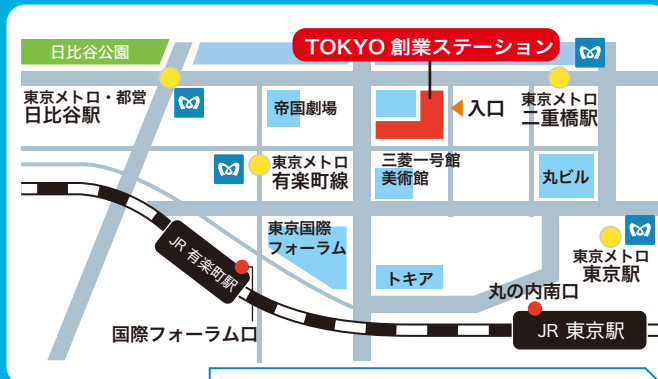 日比谷公園
TOKYO 創業ステーション
東京メトロ・都営
日比谷駅
帝国劇場
入口
東京メトロ
二重橋駅
東京メトロ
有楽町線
三菱一号館
美術館
丸ビル
JR 有楽町駅
東京国際
フォーラム
トキア
東京メトロ
東京駅
丸の内南口
国際フォーラム口
JR 東京駅